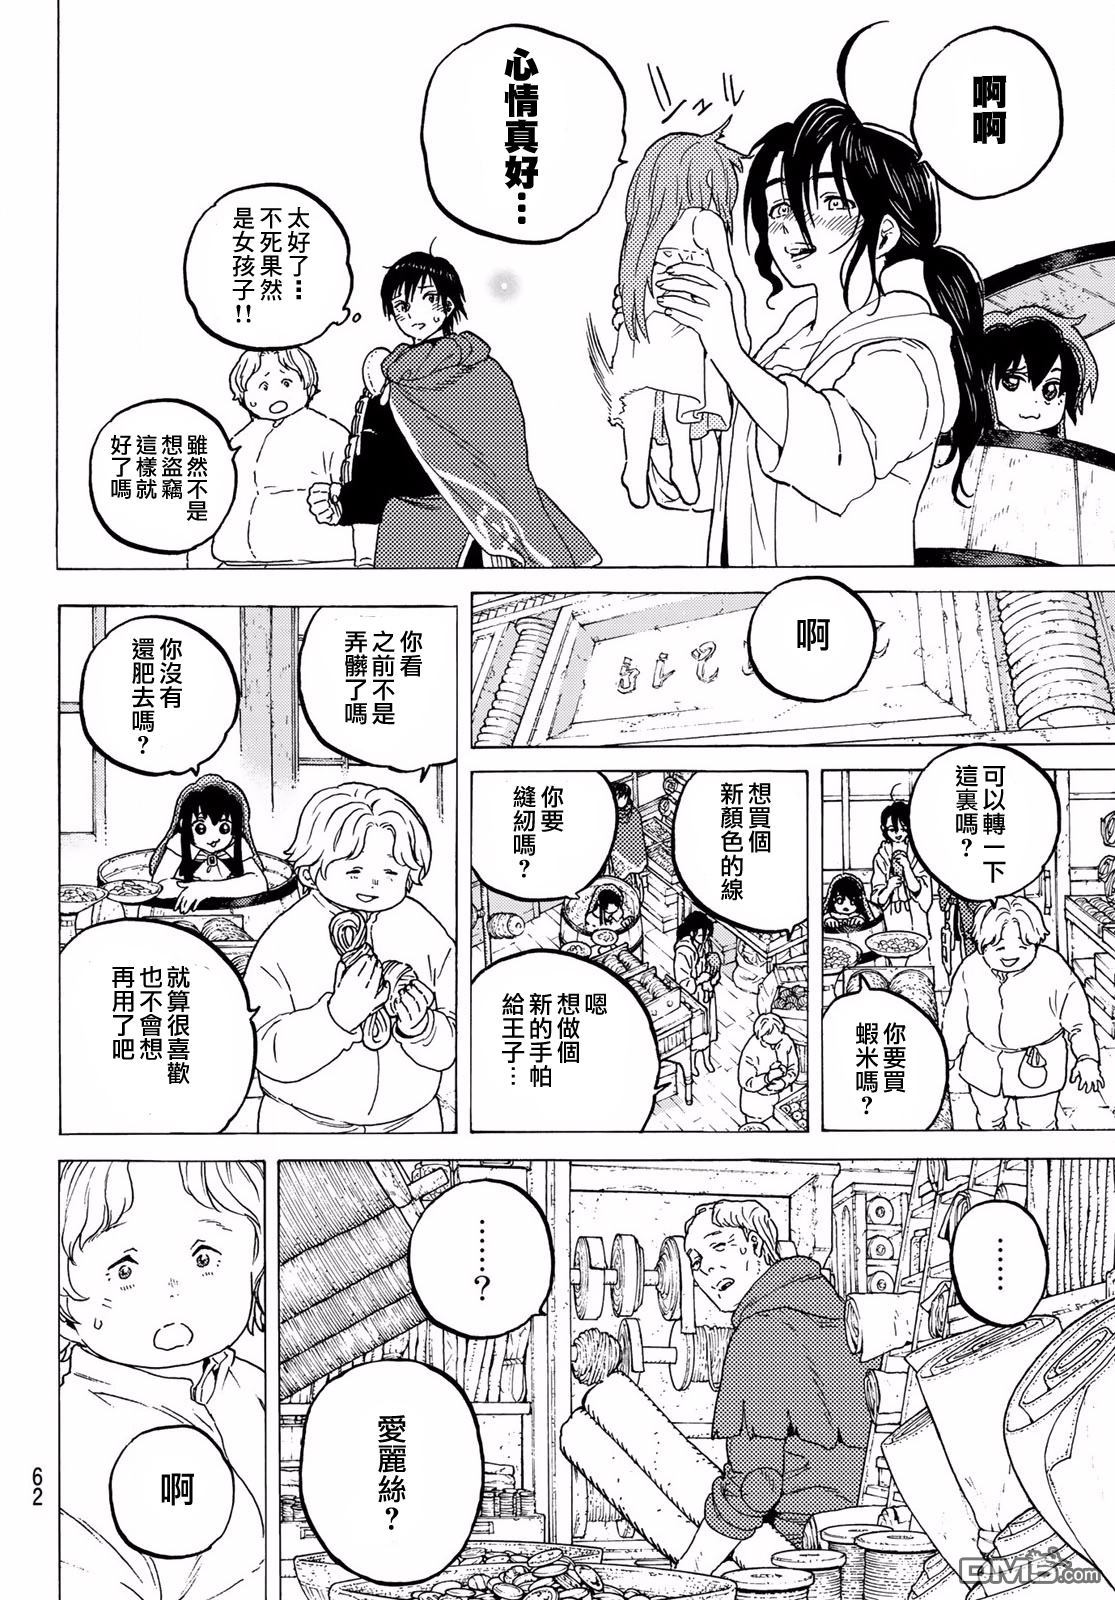 啊啊
心情真好…
太好了…
不死果然
是女孩子!!
雖然不是
想盜竊
這樣就
好了嗎
啊
可以轉一下
這裏嗎?
你要買
蝦米嗎?
想買個
新顏色的線
你要
縫紉嗎?
嗯
想做個
新的手帕
給王子…
你看
之前不是
弄髒了嗎
你沒有
還肥去嗎?
就算很喜歡
也不會想
再用了吧
……
……?
愛麗絲?
啊
62
DM5.com